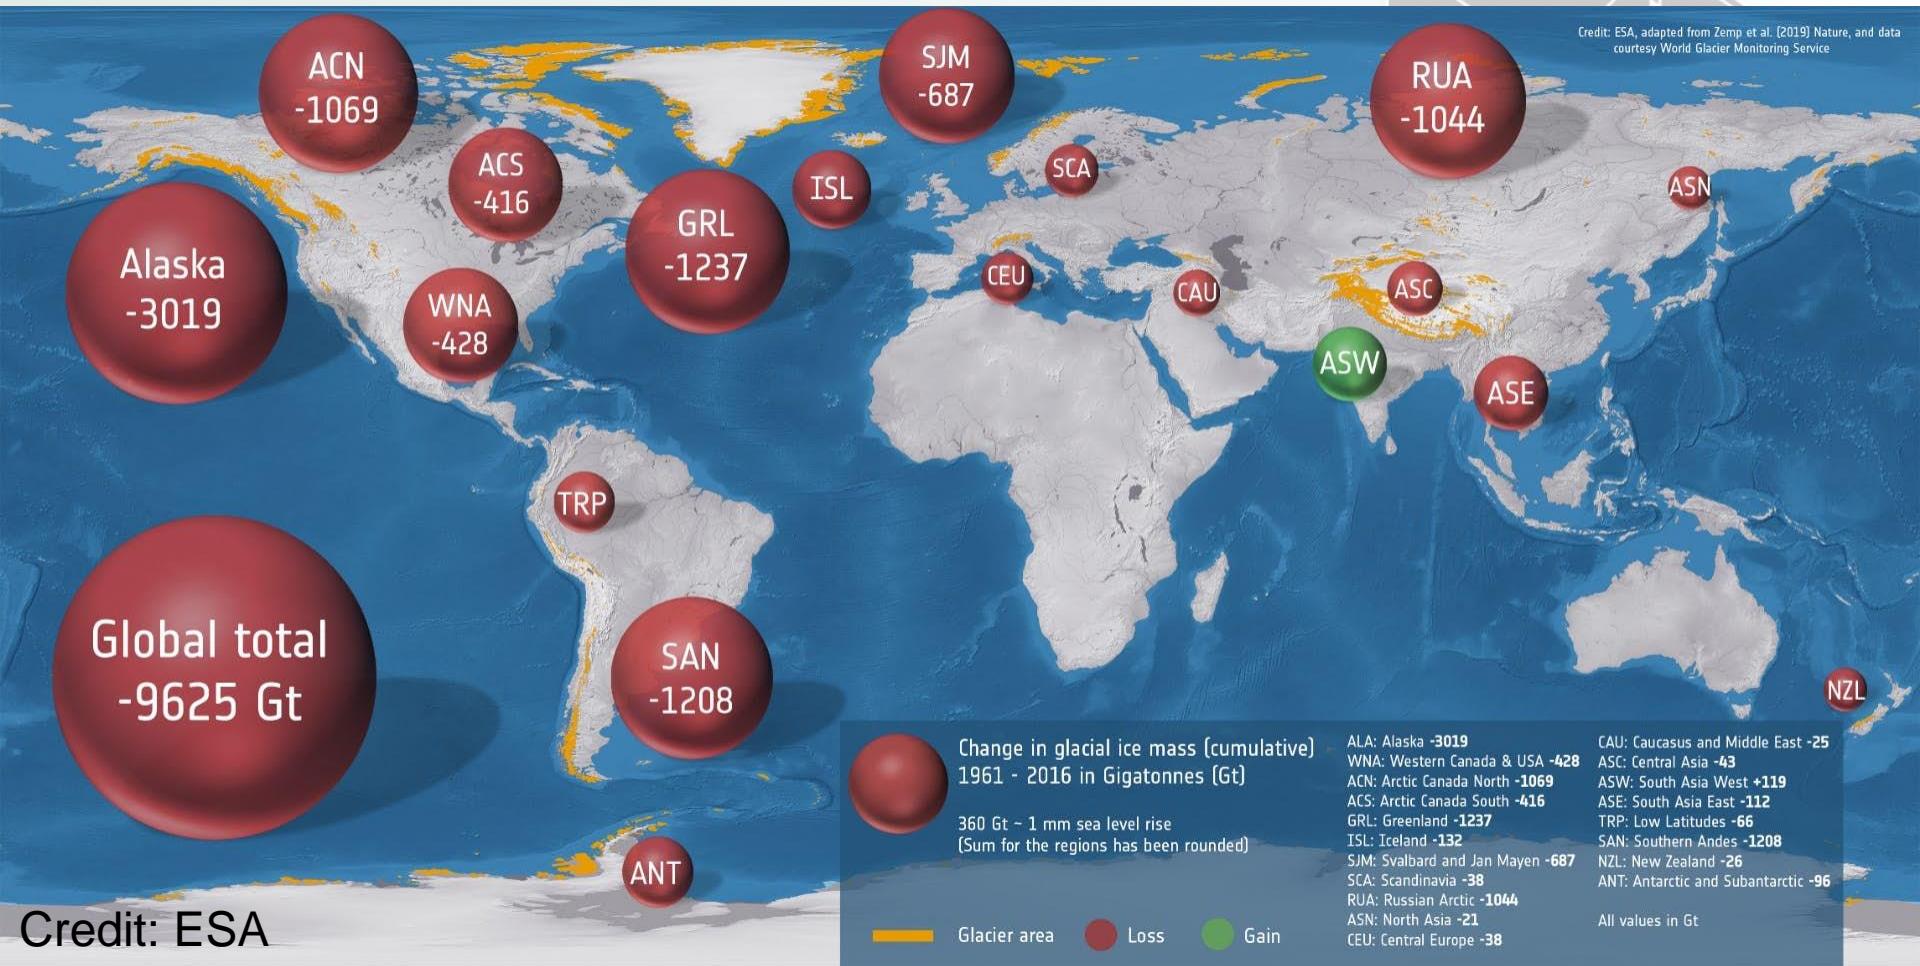 Credit: ESA, adapted from Zemp et al. (2019) Nature, and data
courtesy World Glacier Monitoring Service
ACN
-1069
SJM
-687
RUA
-1044
ACS
-416
ISL
SCA
ASN
Alaska
-3019
GRL
-1237
WNA
-428
CEU
CAU
ASC
ASW
ASE
TRP
Global total
-9625 Gt
SAN
-1208
NZL
ANT
Change in glacial ice mass (cumulative)
1961 - 2016 in Gigatonnes (Gt)
360 Gt ~ 1 mm sea level rise
(Sum for the regions has been rounded)
Glacier area
Loss
Gain
ALA: Alaska -3019
WNA: Western Canada & USA -428
ACN: Arctic Canada North -1069
ACS: Arctic Canada South -416
GRL: Greenland -1237
ISL: Iceland -132
SJM: Svalbard and Jan Mayen -687
SCA: Scandinavia -38
RUA: Russian Arctic -1044
ASN: North Asia -21
CEU: Central Europe -38
CAU: Caucasus and Middle East -25
ASC: Central Asia -43
ASW: South Asia West +119
ASE: South Asia East -112
TRP: Low Latitudes -66
SAN: Southern Andes -1208
NZL: New Zealand -26
ANT: Antarctic and Subantarctic -96
All values in Gt
Credit: ESA